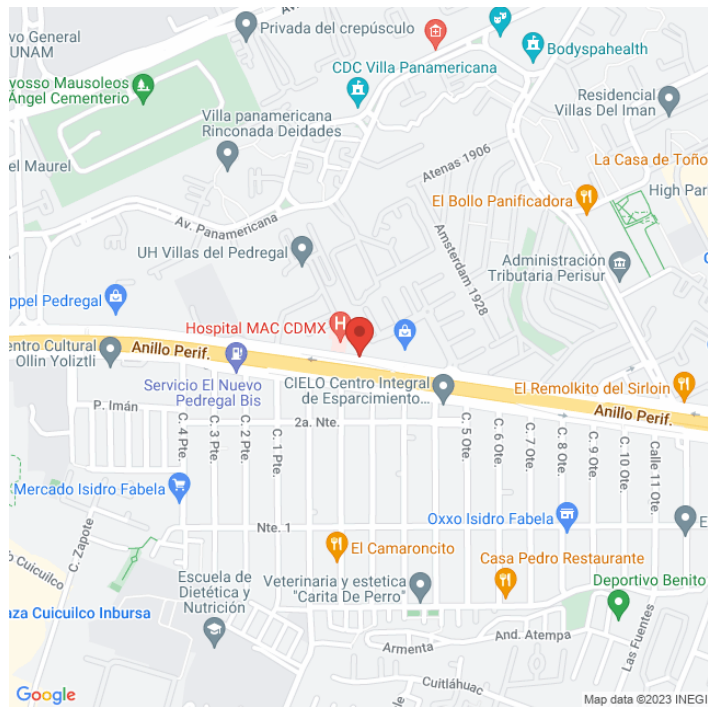 Av
Privada del crepúsculo
vo General
UNAM
CDC Villa Panamericana
Bodyspahealth
yosso Mausoleos
Ángel Cementerio
Residencial
Villas Del Iman
Villa panamericana
Rinconada Deidades
el Maurel
Atenas 1906
La Casa de Toño
El Bollo Panificadora
High Par
Av. Panamericana
UH Villas del Pedregal
Amsterdam 1928
Administración
Tributaria Perisur
ppel Pedregal
Hospital MAC CDMX
H
entro Cultural
Ollin Yoliztli
Anillo Perif.
Servicio El Nuevo
Pedregal Bis
CIELO Centro Integral
de Esparcimiento...
El Remolkito del Sirloin
Anillo Perif.
P. Imán
2a. Nte.
C. 4 Pte.
C. 3 Pte.
C. 2 Pte.
C. 1 Pte.
C. 5 Ote.
C. 6 Ote.
C. 7 Ote.
C. 8 Ote.
C. 9 Ote.
C. 10 Ote.
Calle 11 Ote.
Mercado Isidro Fabela
Nte. 1
Oxxo Isidro Fabela
E
C. Zapote
El Camaroncito
Casa Pedro Restaurante
o Cuicuilco
Escuela de
Dietética y
Nutrición
Veterinaria y estetica
"Carita De Perro"
Deportivo Benito
aza Cuicuilco Inbursa
And. Atempa
Las Fuentes
Armenta
Cuitláhuac
Google
Map data ©2023 INEGI